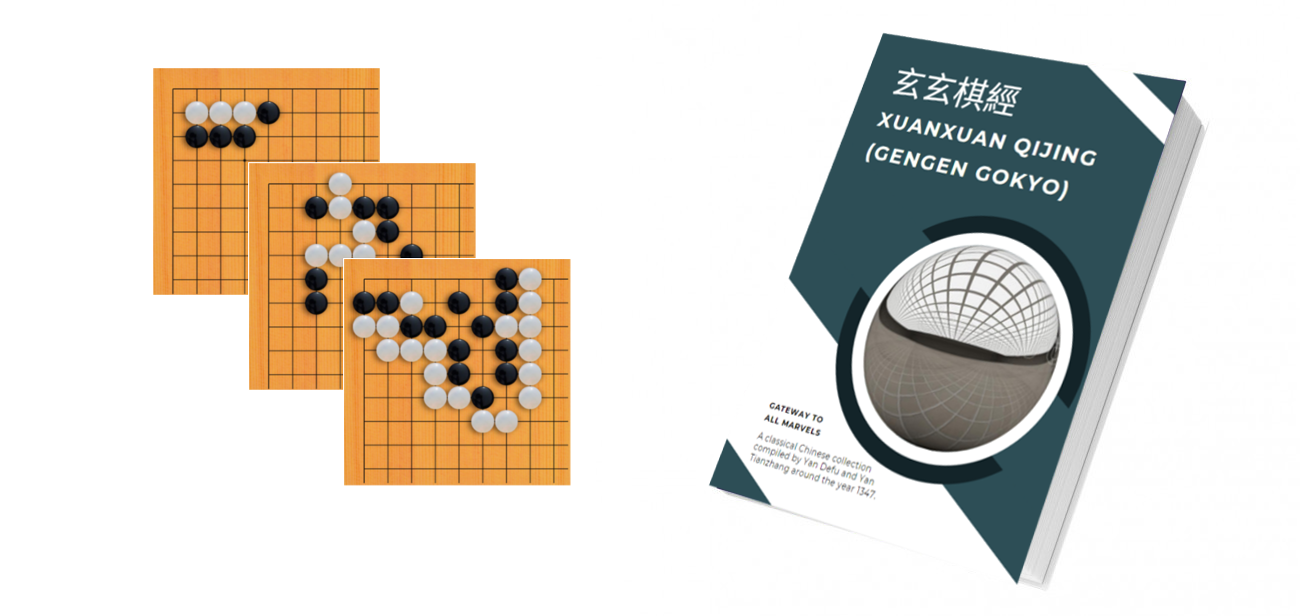 玄玄棋經
XUANXUAN QIJING
(GENGEN GOKYO)
GATEWAY TO
ALL MARVELS
A classical Chinese collection
compiled by Yan Defu and Yan
Tianzhang around the year 1347.